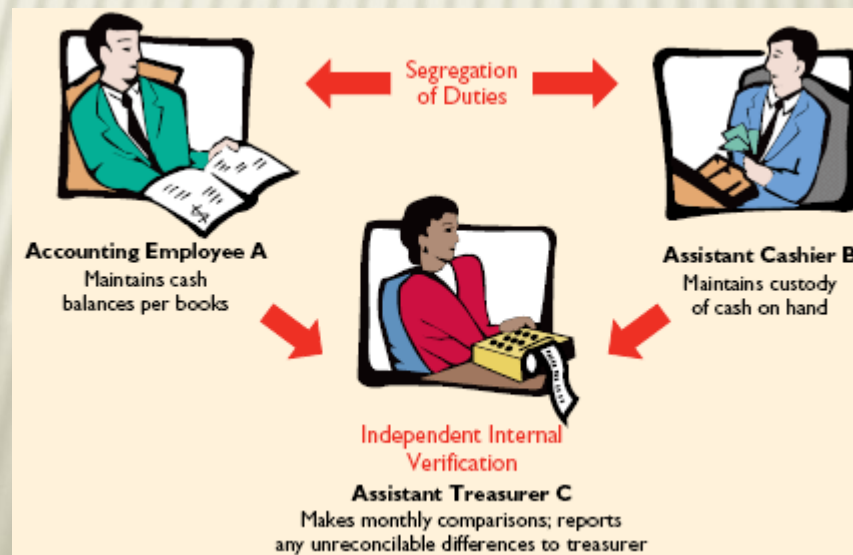 Segregation
of Duties
Accounting Employee A
Maintains cash
balances per books
Assistant Cashier B
Maintains custody
of cash on hand
Independent Internal
Verification
Assistant Treasurer C
Makes monthly comparisons; reports
any unreconcilable differences to treasurer